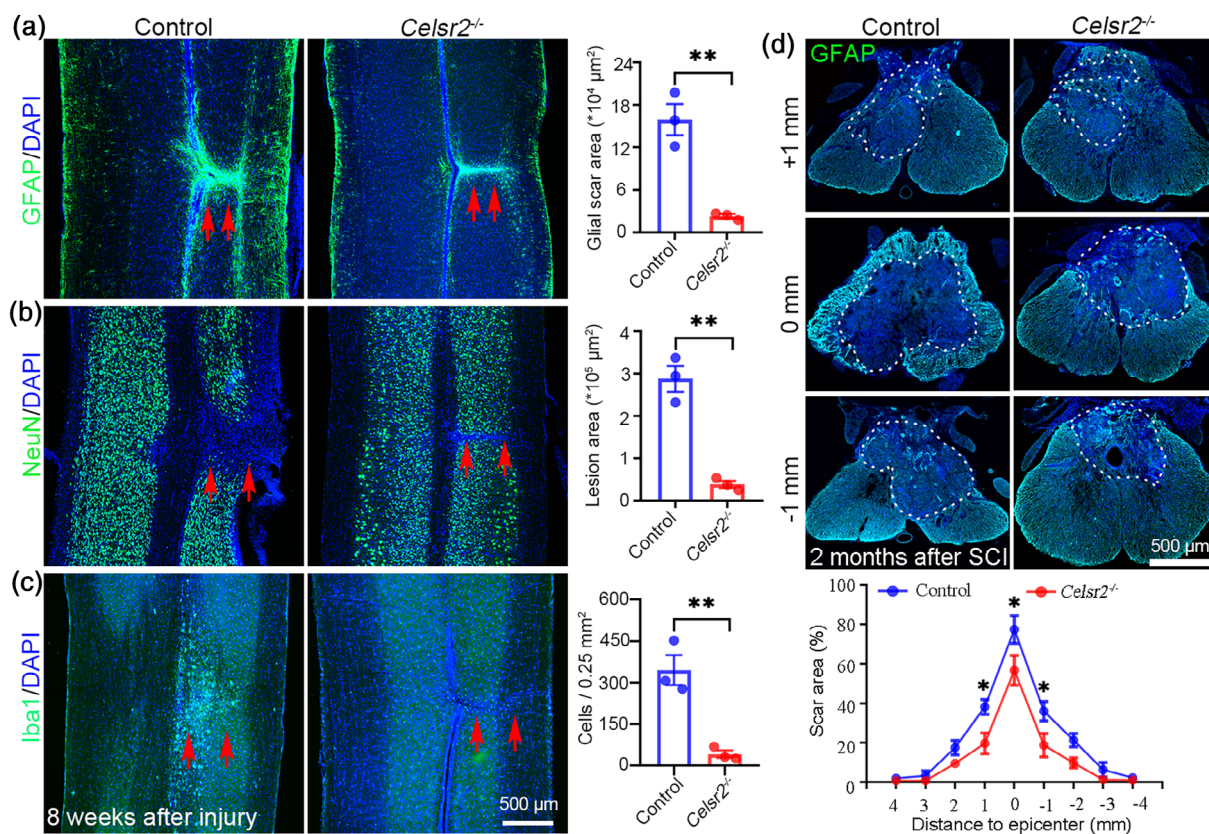 (a)
Control
Celsr2-/-
GFAP/DAPI
Glial scar area (*10⁴ µm²)
24
18
12
6
0
**
Control
Celsr2-/-
(b)
NeuN/DAPI
Lesion area (*10⁵ µm²)
4
3
2
1
0
**
Control
Celsr2-/-
(c)
Iba1/DAPI
8 weeks after injury
500 µm
Cells / 0.25 mm²
600
450
300
150
0
**
Control
Celsr2-/-
(d)
Control
Celsr2-/-
GFAP
+1 mm
0 mm
-1 mm
2 months after SCI
500 µm
Control
Celsr2-/-
Scar area (%)
100
80
60
40
20
0
*
*
*
4 3 2 1 0 -1 -2 -3 -4
Distance to epicenter (mm)